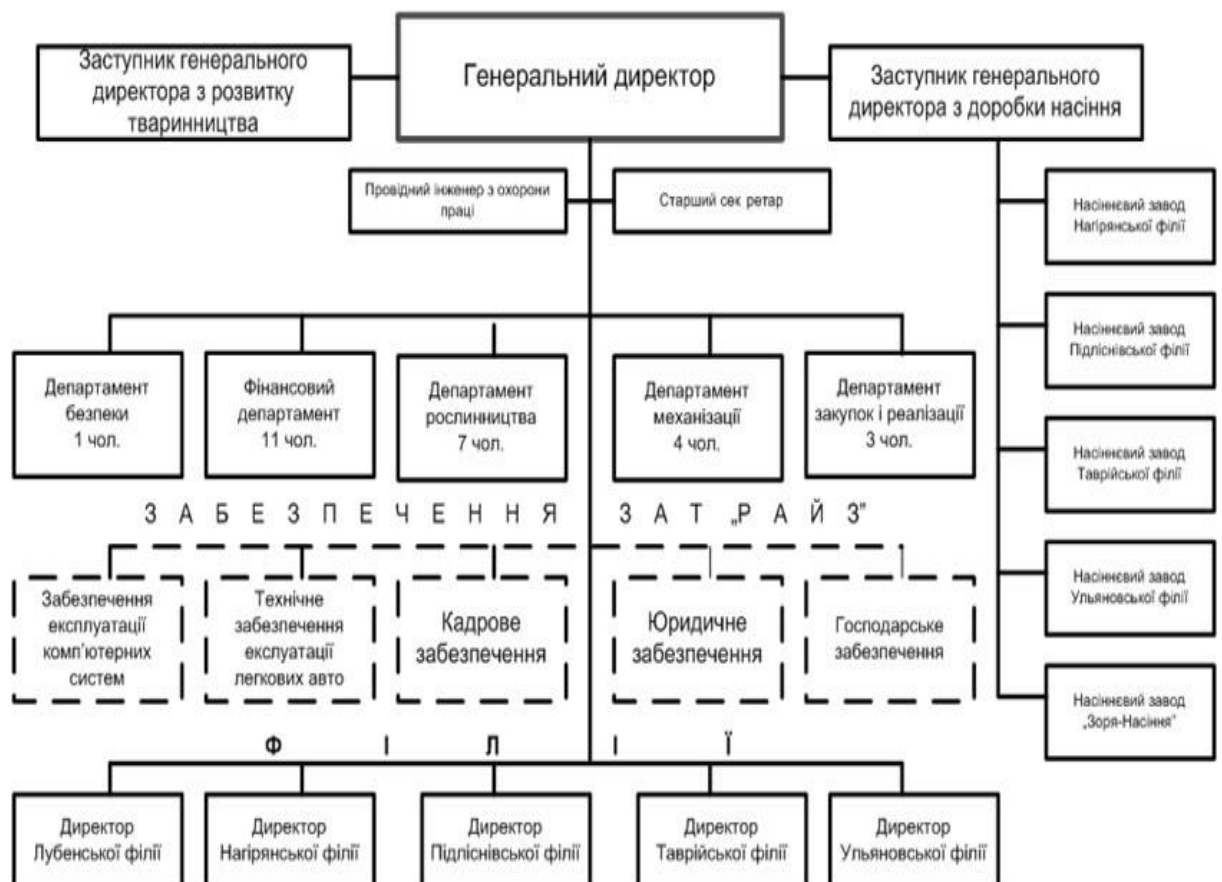 Заступник генерального
директора з розвитку
тваринництва
Генеральний директор
Заступник генерального
директора з доробки насіння
Провідний інженер з охорони
праці
Старший сек ретар
Насіннєвий завод
Нагірянської філії
Насіннєвий завод
Підліснівської філії
Насіннєвий завод
Таврійської філії
Насіннєвий завод
Ульяновської філії
Насіннєвий завод
„Зоря-Насіння"
Департамент
безпеки
1 чол.
Фінансовий
департамент
11 чол.
Департамент
рослинництва
7 чол.
Департамент
механізації
4 чол.
Департамент
закупок і реалізації
3 чол.
З А Б Е З П Е Ч Е Н Н Я З А Т „Р А Й З"
Забезпечення
експлуатації
комп'ютерних
систем
Технічне
забезпечення
екслуатації
легкових авто
Кадрове
забезпечення
Юридичне
забезпечення
Господарське
забезпечення
Ф І Л І Ї
Директор
Лубенської філії
Директор
Нагірянської філії
Директор
Підліснівської філії
Директор
Таврійської філії
Директор
Ульяновської філії